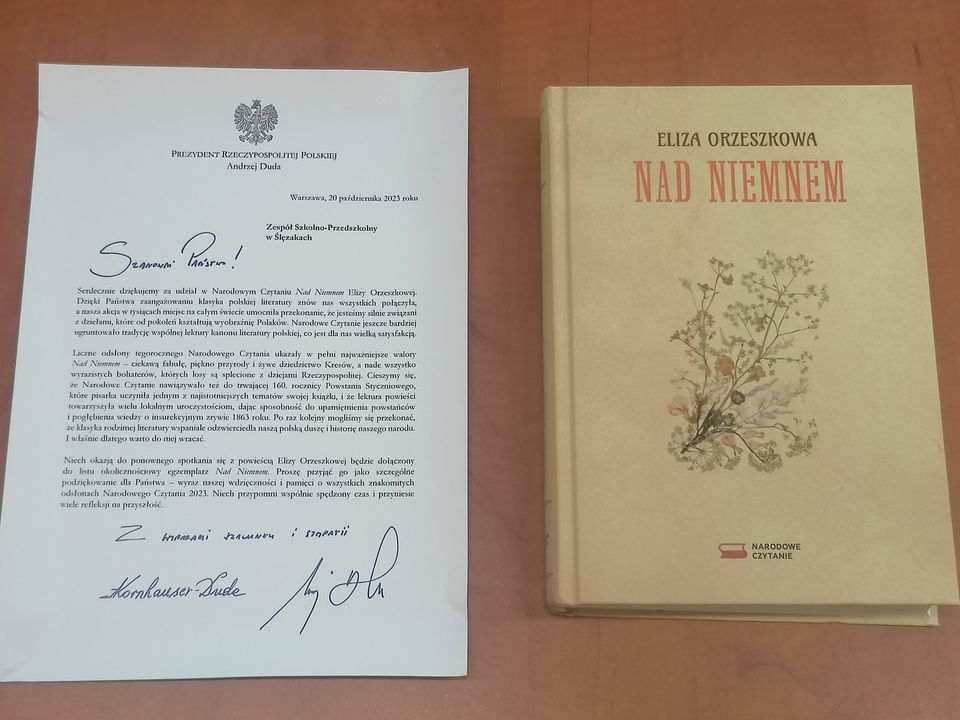 PREZYDENT RZECZYPOSPOLITEJ POLSKIEJ
Andrzej Duda
Warszawa, 20 października 2023 roku
Zespół Szkolno-Przedszkolny
w Ślęzakach
Szanowni Państwo!
Serdecznie dziękujemy za udział w Narodowym Czytaniu Nad Niemnem Elizy Orzeszkowej.
Dzięki Państwa zaangażowaniu klasyka polskiej literatury znów nas wszystkich połączyła,
a nasza akcja w tysiącach miejsc na całym świecie umocniła przekonanie, że jesteśmy silnie związani
z dziełami, które od pokoleń kształtują wyobraźnię Polaków. Narodowe Czytanie jeszcze bardziej
ugruntowało tradycję wspólnej lektury kanonu literatury polskiej, co jest dla nas wielką satysfakcją.
Liczne odsłony tegorocznego Narodowego Czytania ukazały w pełni najważniejsze walory
Nad Niemnem – ciekawą fabułę, piękno przyrody i żywe dziedzictwo Kresów, a nade wszystko
wyrazistych bohaterów, których losy są splecione z dziejami Rzeczypospolitej. Cieszymy się,
że Narodowe Czytanie nawiązywało też do trwającej 160. rocznicy Powstania Styczniowego,
które pisarka uczyniła jednym z najistotniejszych tematów swojej książki, i że lektura powieści
towarzyszyła wielu lokalnym uroczystościom, dając sposobność do upamiętnienia powstańców
i pogłębienia wiedzy o insurekcyjnym zrywie 1863 roku. Po raz kolejny mogliśmy się przekonać,
że klasyka rodzimej literatury wspaniale odzwierciedla naszą polską duszę i historię naszego narodu.
I właśnie dlatego warto do niej wracać.
Niech okazją do ponownego spotkania się z powieścią Elizy Orzeszkowej będzie dołączony
do listu okolicznościowy egzemplarz Nad Niemnem. Proszę przyjąć go jako szczególne
podziękowanie dla Państwa – wyraz naszej wdzięczności i pamięci o wszystkich znakomitych
odsłonach Narodowego Czytania 2023. Niech przypomni wspólnie spędzony czas i przyniesie
wiele refleksji na przyszłość.
Z wyrazami szacunku i sympatii
Kornhauser-Duda
ELIZA ORZESZKOWA
NAD NIEMNEM
NARODOWE
CZYTANIE